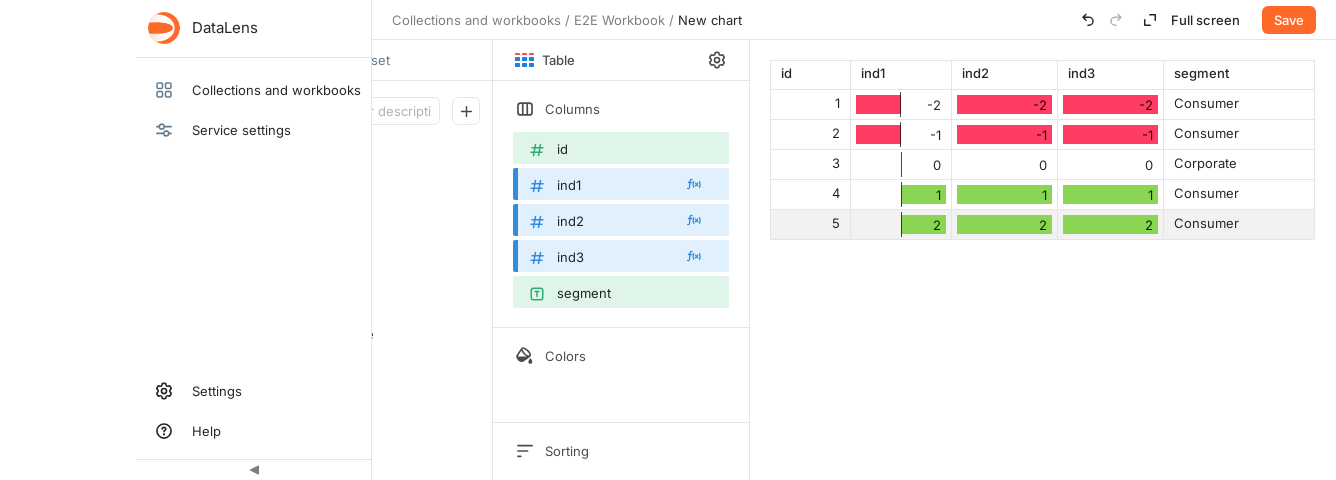 DataLens
Collections and workbooks
Service settings
Settings
Help
Collections and workbooks / E2E Workbook / New chart
Full screen
Save
set
r descripti
Table
Columns
id
ind1
ind2
ind3
segment
Colors
Sorting
id ind1 ind2 ind3 segment
1 -2 -2 -2 Consumer
2 -1 -1 -1 Consumer
3 0 0 0 Corporate
4 1 1 1 Consumer
5 2 2 2 Consumer